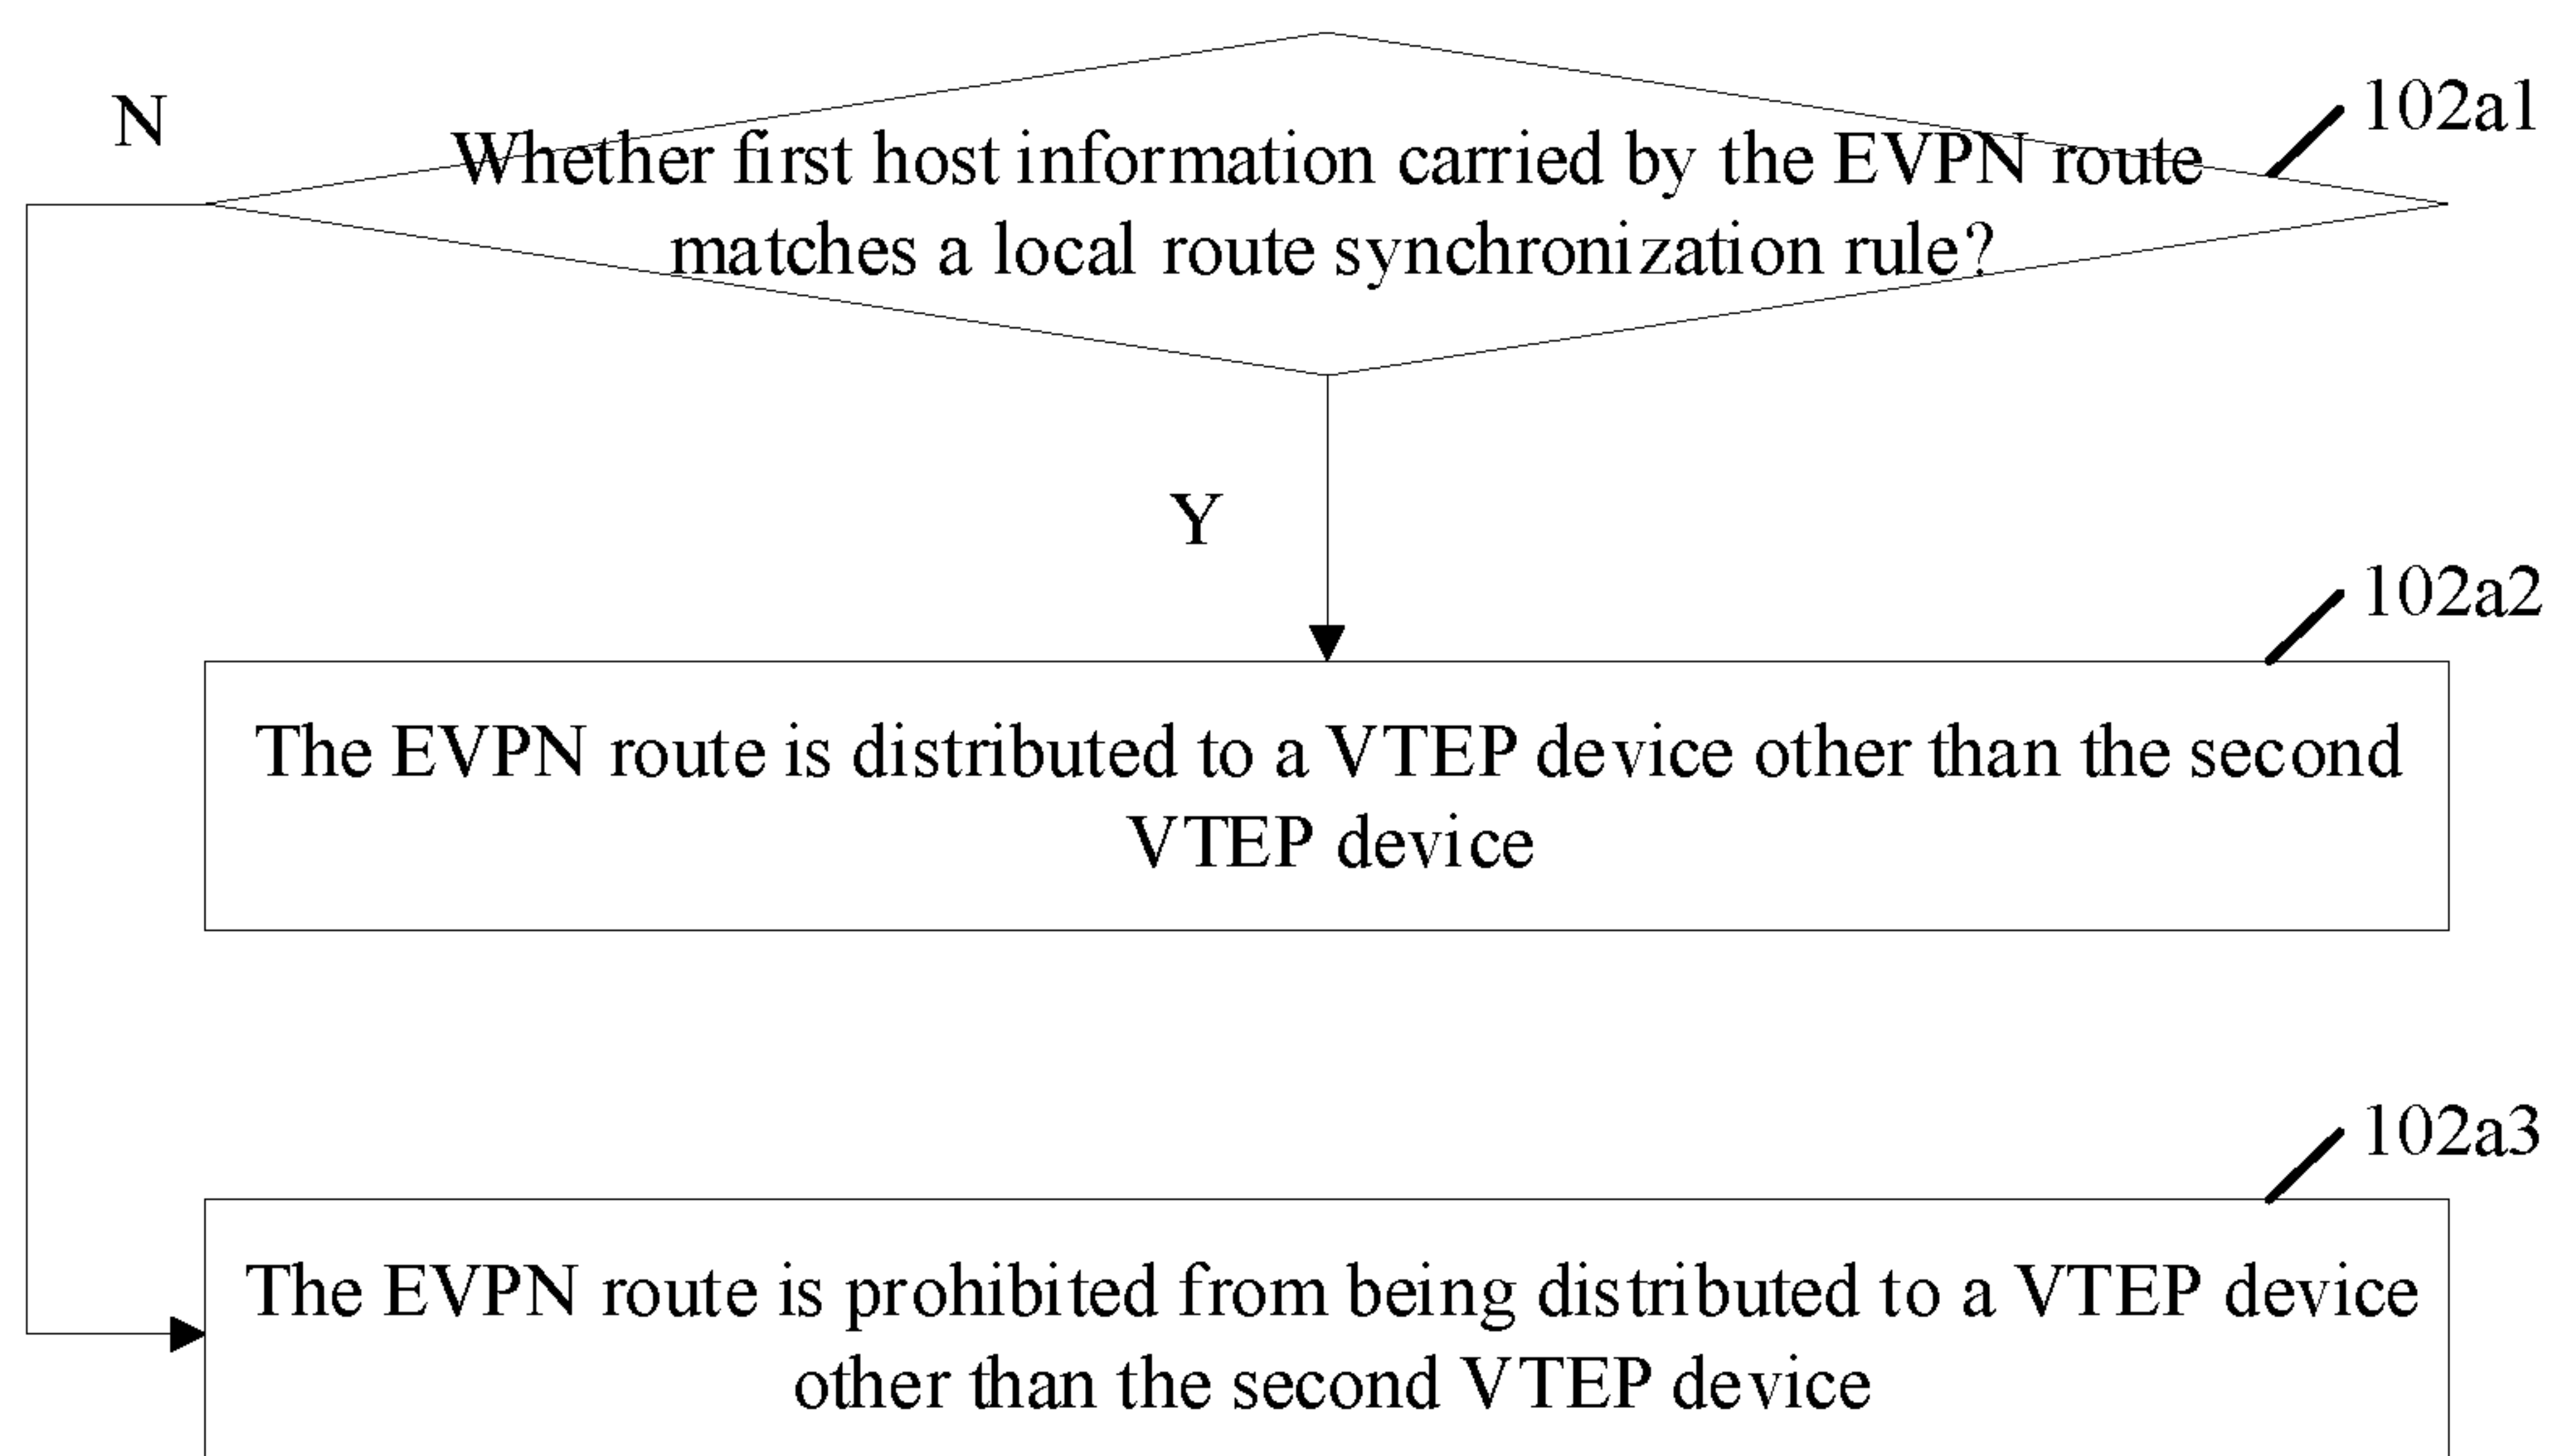 N
102a1
Whether first host information carried by the EVPN route
matches a local route synchronization rule?
Y
102a2
The EVPN route is distributed to a VTEP device other than the second
VTEP device
102a3
The EVPN route is prohibited from being distributed to a VTEP device
other than the second VTEP device